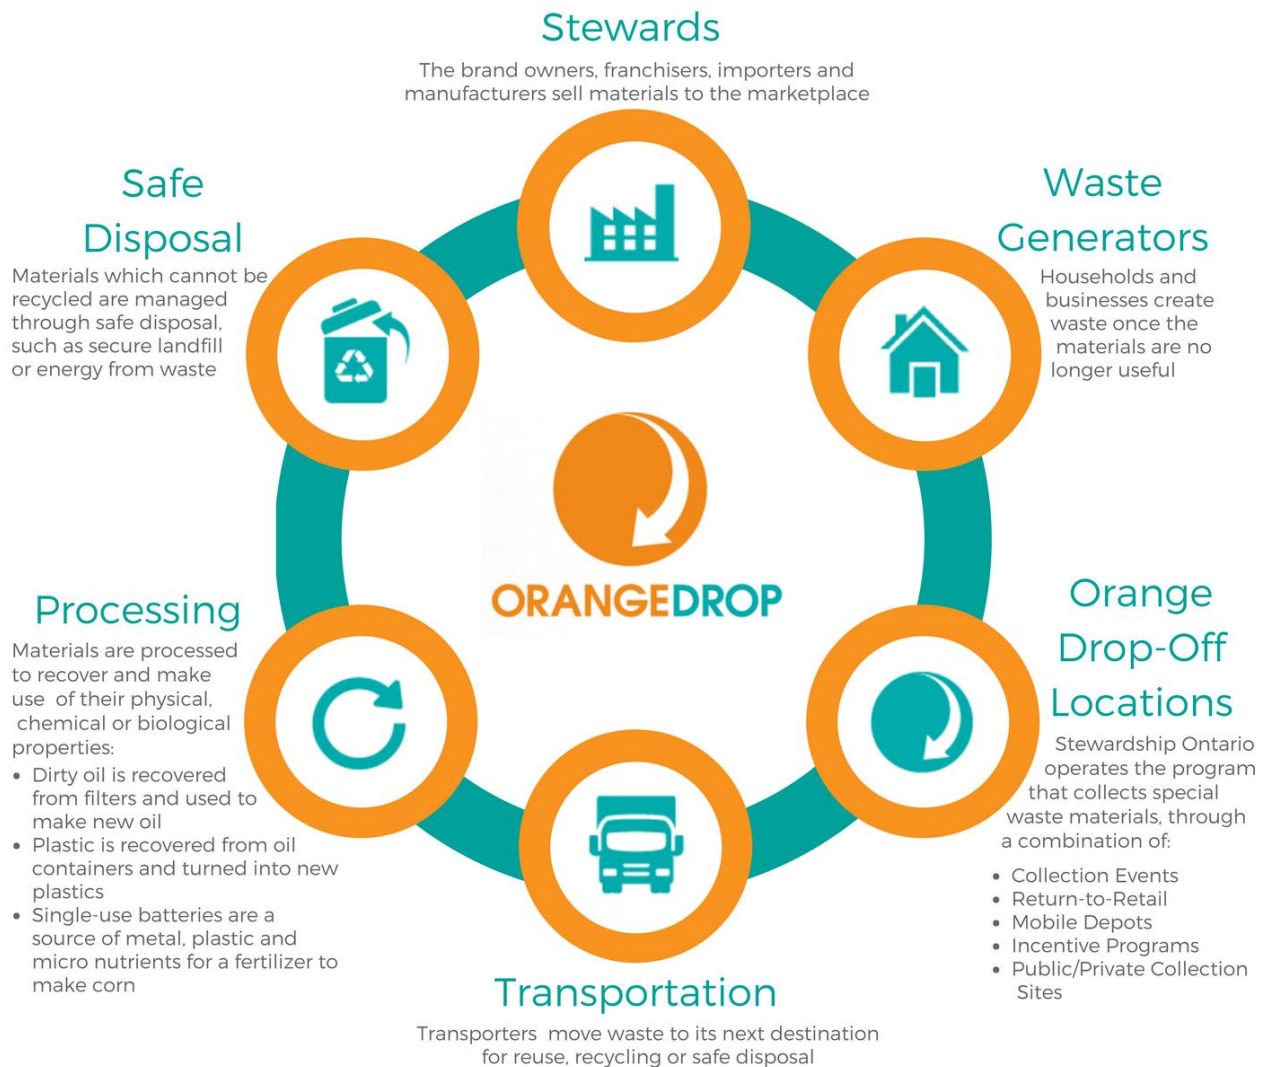 Stewards
The brand owners, franchisers, importers and
manufacturers sell materials to the marketplace
Waste
Generators
Households and
businesses create
waste once the
materials are no
longer useful
Orange
Drop-Off
Locations
Stewardship Ontario
operates the program
that collects special
waste materials, through
a combination of:
• Collection Events
• Return-to-Retail
• Mobile Depots
• Incentive Programs
• Public/Private Collection
Sites
Transportation
Transporters move waste to its next destination
for reuse, recycling or safe disposal
Processing
Materials are processed
to recover and make
use of their physical,
chemical or biological
properties:
• Dirty oil is recovered
from filters and used to
make new oil
• Plastic is recovered from oil
containers and turned into new
plastics
• Single-use batteries are a
source of metal, plastic and
micro nutrients for a fertilizer to
make corn
Safe
Disposal
Materials which cannot be
recycled are managed
through safe disposal,
such as secure landfill
or energy from waste
ORANGEDROP